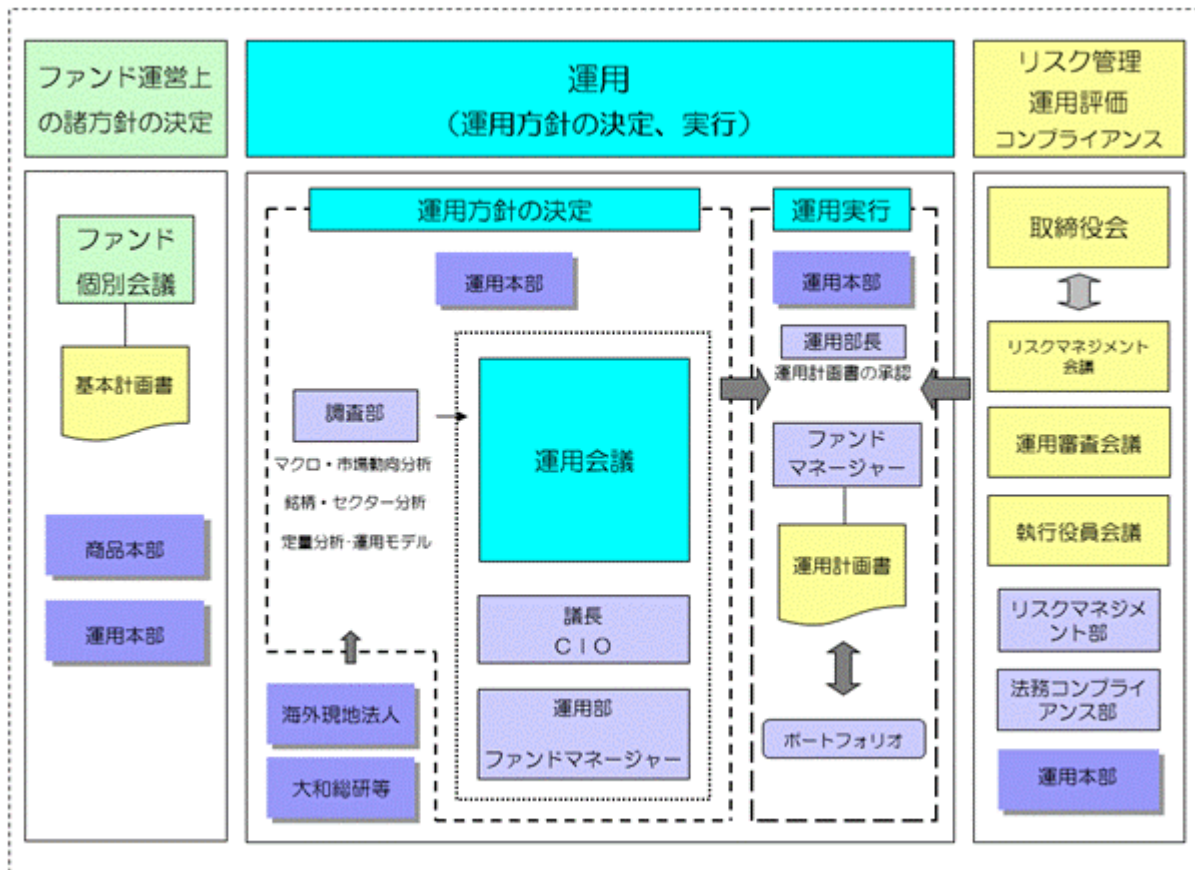 ファンド運営上
の諸方針の決定
運用
（運用方針の決定、実行）
リスク管理
運用評価
コンプライアンス
ファンド
個別会議
基本計画書
商品本部
運用本部
運用方針の決定
運用本部
調査部
マクロ・市場動向分析
銘柄・セクター分析
定量分析･運用モデル
運用会議
議長
ＣＩＯ
運用部
ファンドマネージャー
海外現地法人
大和総研等
運用実行
運用本部
運用部長
運用計画書の承認
ファンド
マネージャー
運用計画書
ポートフォリオ
取締役会
リスクマネジメント
会議
運用審査会議
執行役員会議
リスクマネジメ
ント部
法務コンプライ
アンス部
運用本部